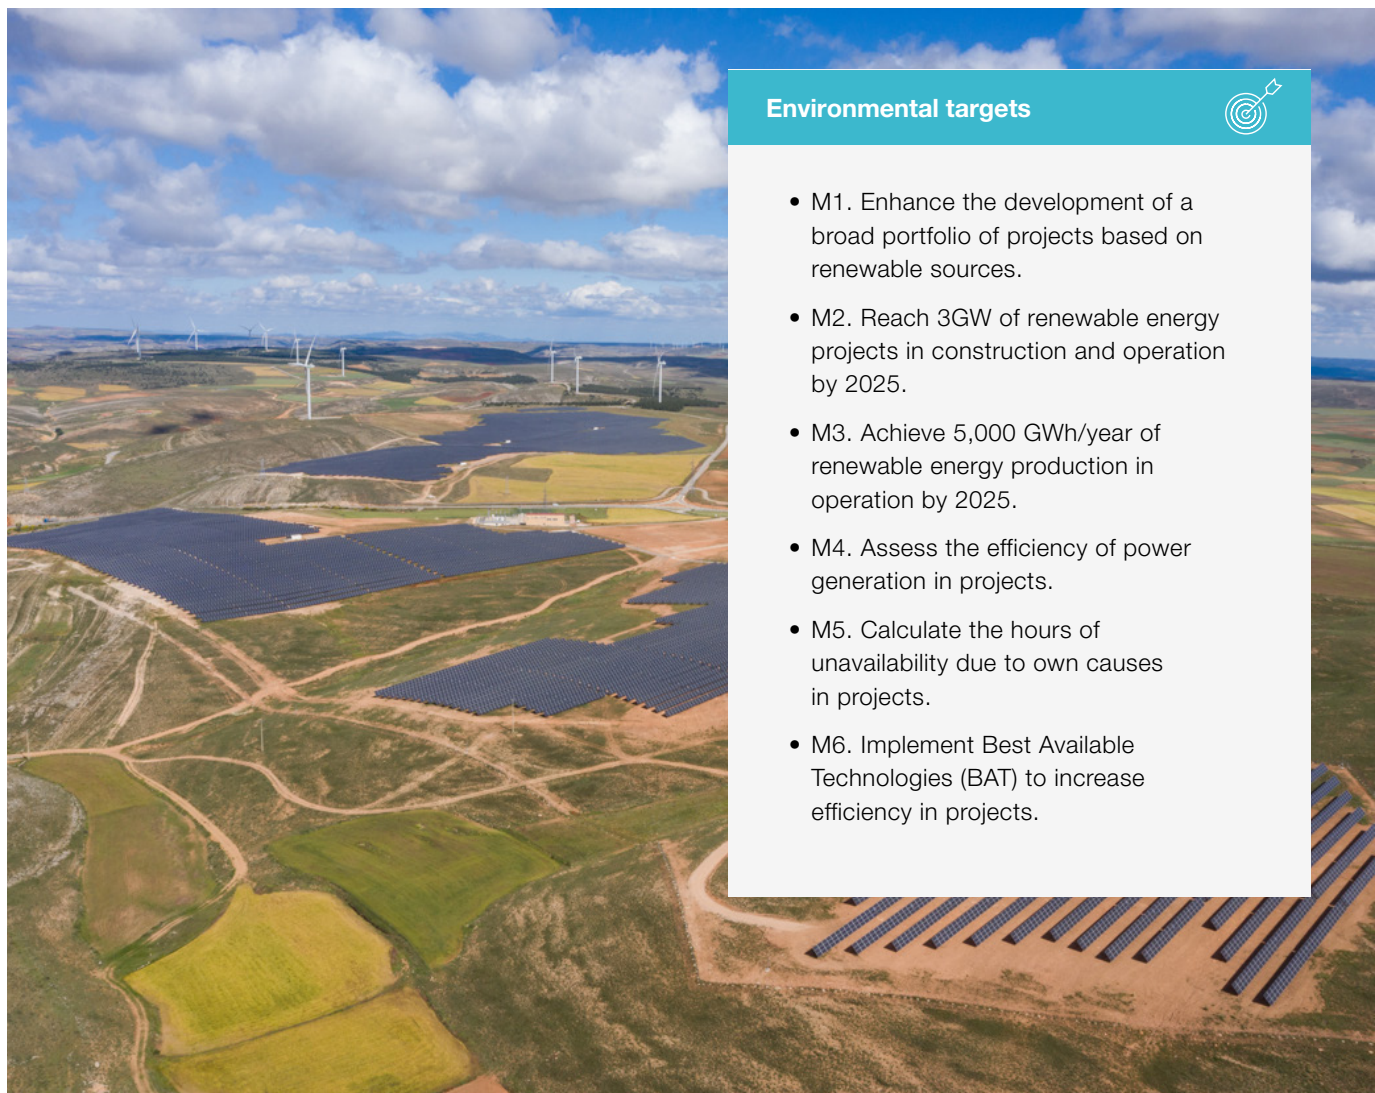 Environmental targets
• M1. Enhance the development of a
broad portfolio of projects based on
renewable sources.
• M2. Reach 3GW of renewable energy
projects in construction and operation
by 2025.
• M3. Achieve 5,000 GWh/year of
renewable energy production in
operation by 2025.
• M4. Assess the efficiency of power
generation in projects.
• M5. Calculate the hours of
unavailability due to own causes
in projects.
• M6. Implement Best Available
Technologies (BAT) to increase
efficiency in projects.